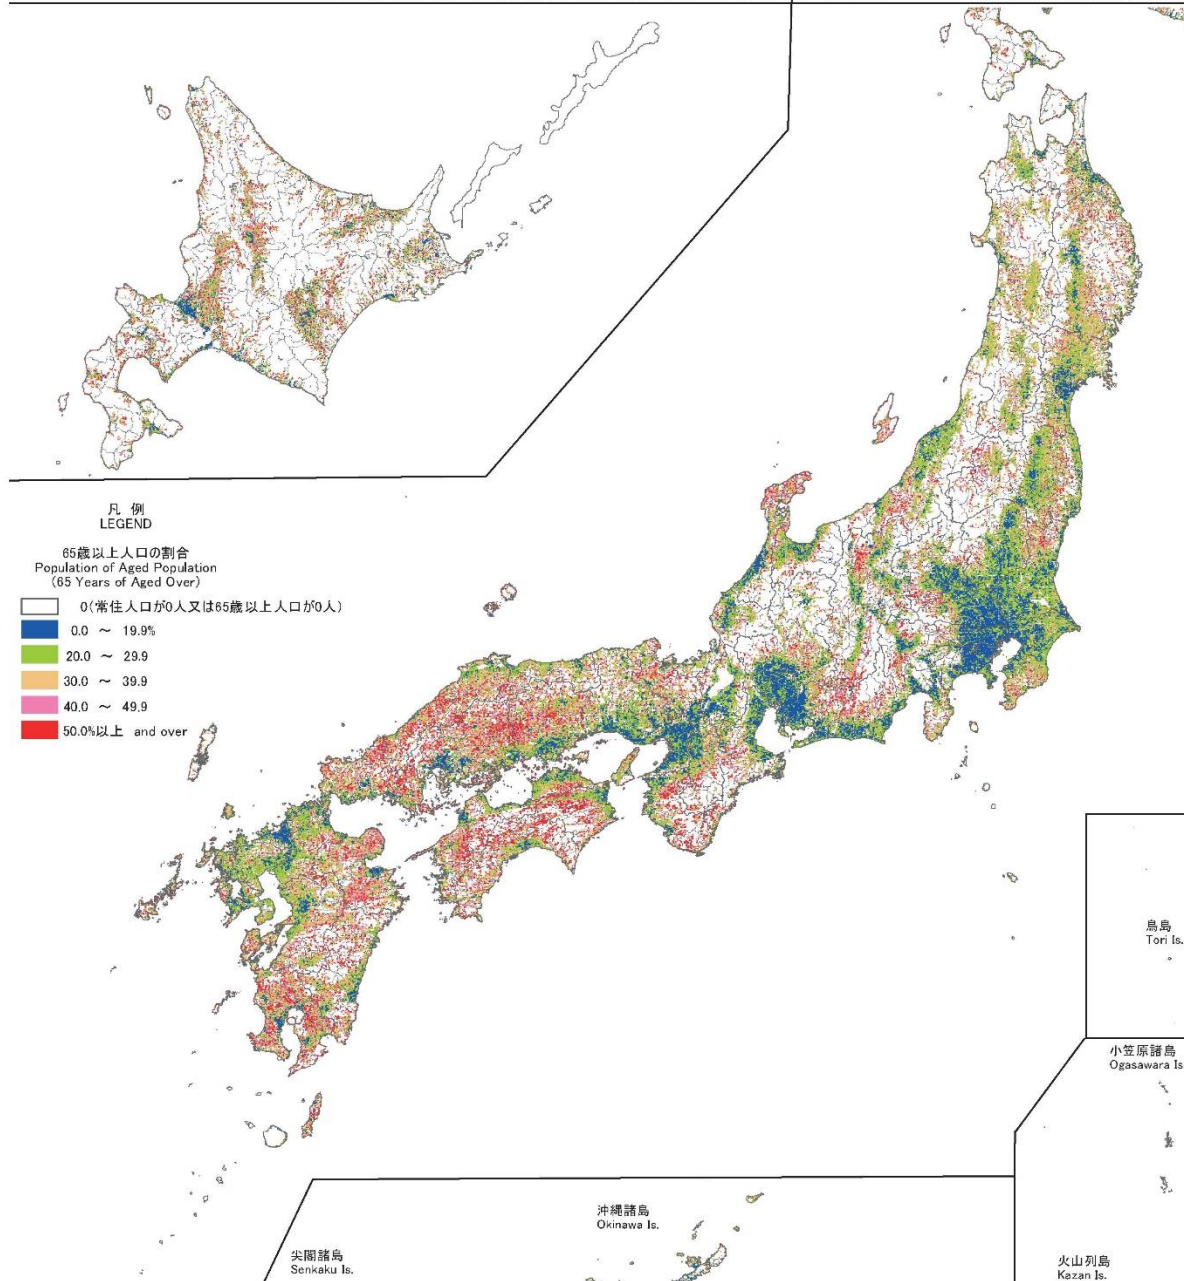 凡 例
LEGEND
65歳以上人口の割合
Population of Aged Population
(65 Years of Aged Over)
0(常住人口が0人又は65歳以上人口が0人)
0.0 ～ 19.9%
20.0 ～ 29.9
30.0 ～ 39.9
40.0 ～ 49.9
50.0%以上 and over
鳥島
Tori Is.
小笠原諸島
Ogasawara Is
沖縄諸島
Okinawa Is.
尖閣諸島
Senkaku Is.
火山列島
Kazan Is.